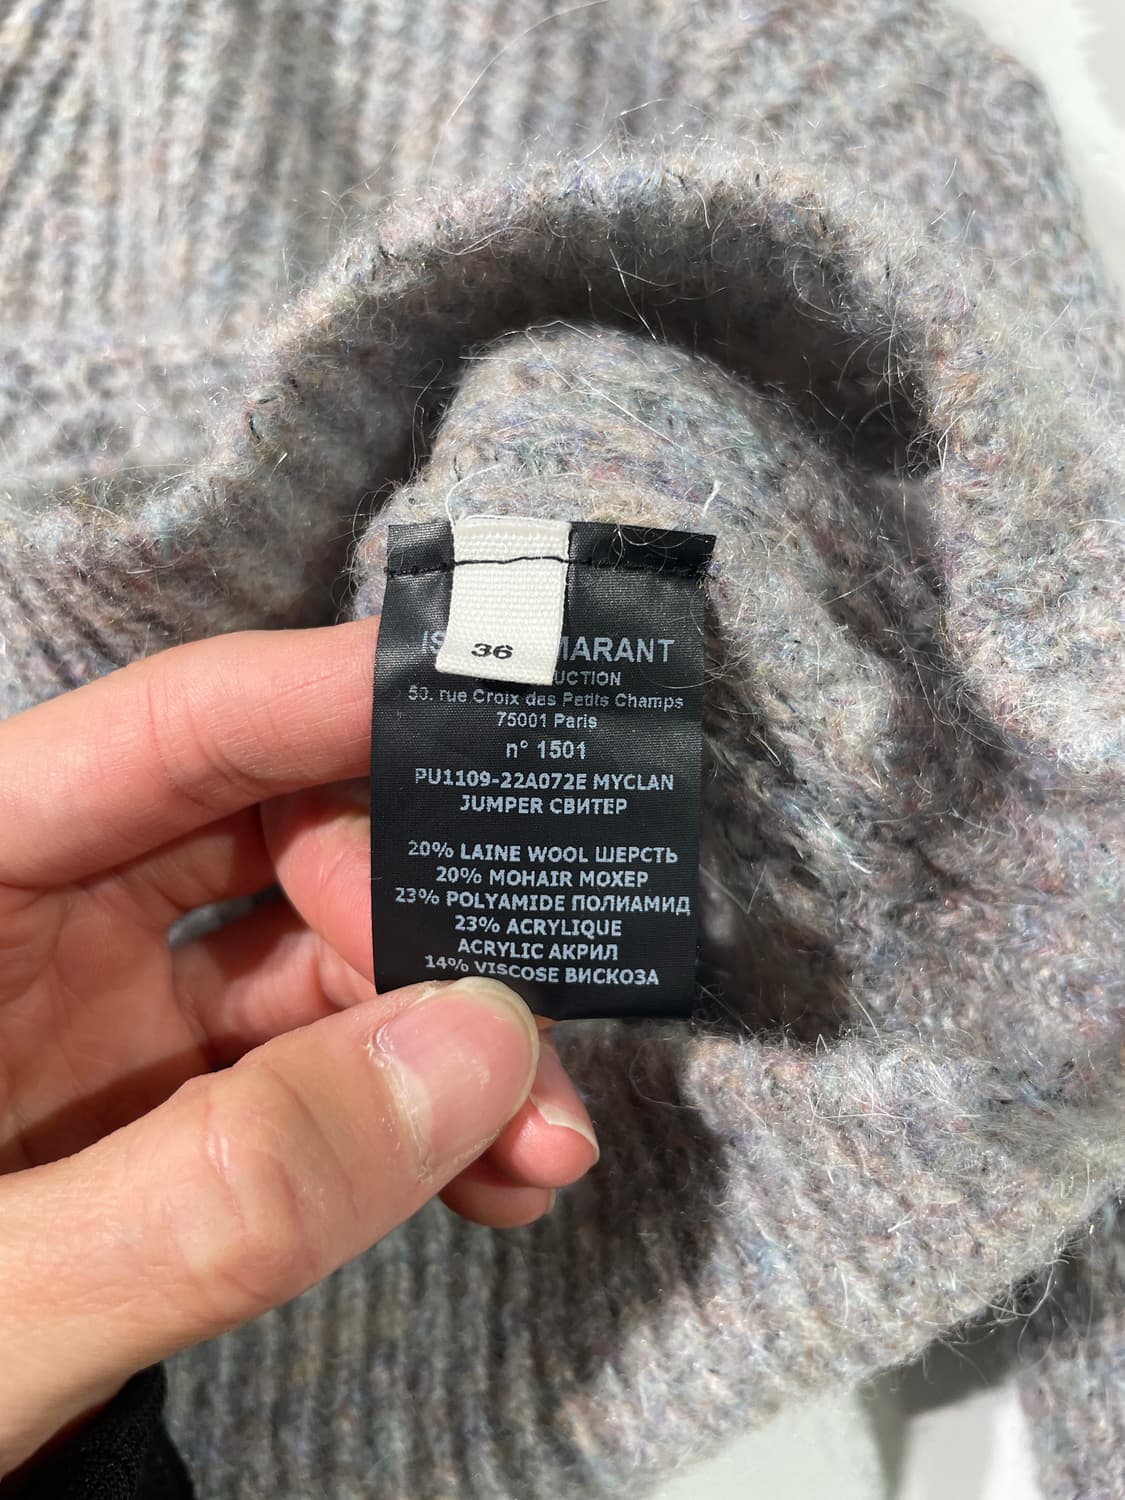 36
MARANT
50, rue Croix des Petits Champs
75001 Paris
n° 1501
PU1109-22A072E MYCLAN
JUMPER СВИТЕР
20% LAINE WOOL ШЕРСТЬ
20% MOHAIR МОХЕР
23% POLYAMIDE ПОЛИАМИД
23% ACRYLIQUE
ACRYLIC АКРИЛ
14% VISCOSE ВИСКОЗА